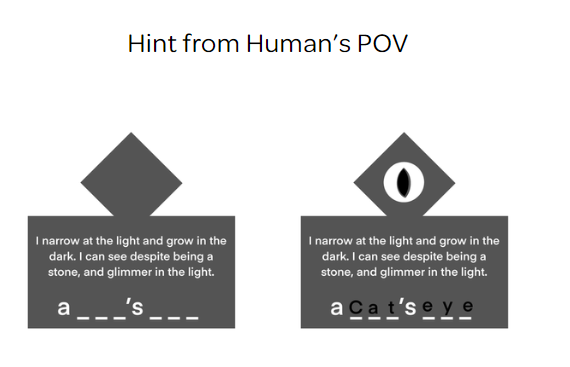 Hint from Human's POV
I narrow at the light and grow in the
dark. I can see despite being a
stone, and glimmer in the light.
a _ _ _'s _ _ _
I narrow at the light and grow in the
dark. I can see despite being a
stone, and glimmer in the light.
a Cat's eye